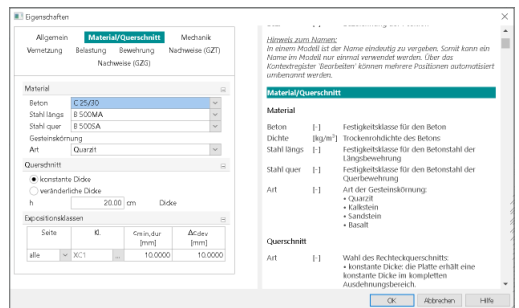 Eigenschaften
Allgemein Material/Querschnitt Mechanik
Vernetzung Belastung Bewehrung Nachweise (GZT)
Nachweise (GZG)
Material
Beton C 25/30
Stahl längs B 500MA
Stahl quer B 500SA
Gesteinskörnung
Art Quarzit
Querschnitt
konstante Dicke
veränderliche Dicke
h 20.00 cm Dicke
Expositionsklassen
Seite Kl. cmin,dur Δcdev
[mm] [mm]
alle XC1 ... 10.0000 10.0000
Hinweis zum Namen:
In einem Modell ist der Name eindeutig zu vergeben. Somit kann ein
Name im Modell nur einmal verwendet werden. Über das
Kontextregister 'Bearbeiten' können mehrere Positionen automatisiert
umbenannt werden.
Material/Querschnitt
Material
Beton [-] Festigkeitsklasse für den Beton
Dichte [kg/m³] Trockenrohdichte des Betons
Stahl längs [-] Festigkeitsklasse für den Betonstahl der
Längsbewehrung
Stahl quer [-] Festigkeitsklasse für den Betonstahl der
Querbewehrung
Art [-] Art der Gesteinskörnung:
• Quarzit
• Kalkstein
• Sandstein
• Basalt
Querschnitt
Art [-] Wahl des Rechteckquerschnitts:
• konstante Dicke: die Platte erhält eine
konstante Dicke im kompletten
Ausdehnungsbereich.
OK Abbrechen Hilfe